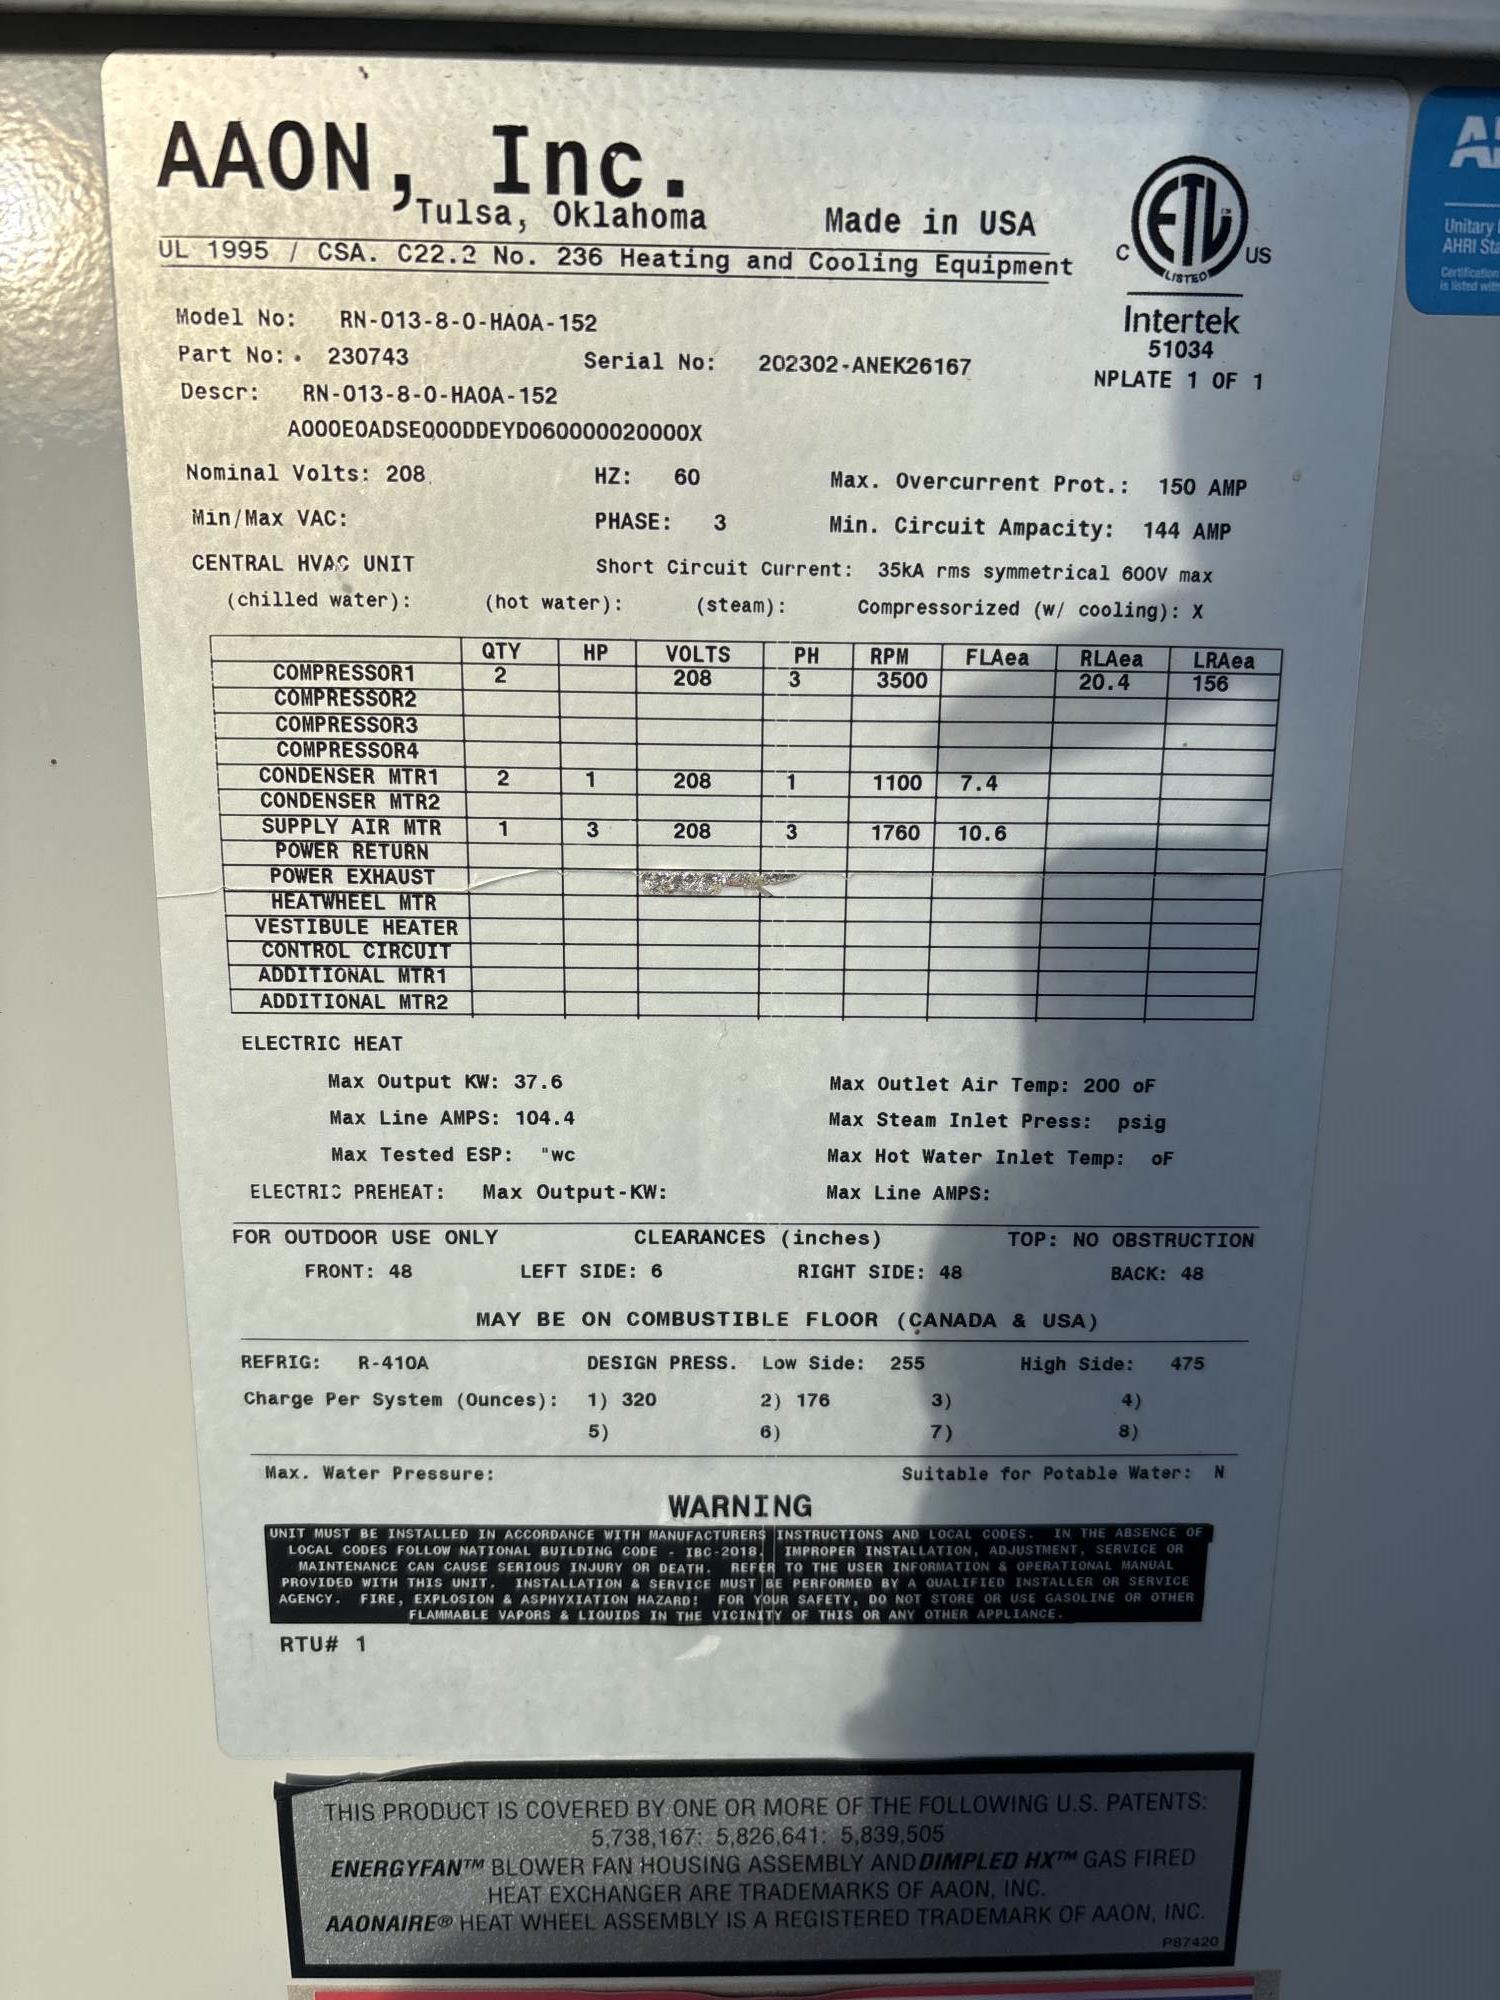 AAON, Inc.
Tulsa, Oklahoma Made in USA
UL 1995 / CSA. C22.2 No. 236 Heating and Cooling Equipment
C ETL US
LISTED
Intertek
51034
NPLATE 1 OF 1
Model No: RN-013-8-0-HA0A-152
Part No: 230743 Serial No: 202302-ANEK26167
Descr: RN-013-8-0-HA0A-152
A000E0ADSEQ00DDEYD060000020000X
Nominal Volts: 208 HZ: 60 Max. Overcurrent Prot.: 150 AMP
Min/Max VAC: PHASE: 3 Min. Circuit Ampacity: 144 AMP
CENTRAL HVAC UNIT Short Circuit Current: 35kA rms symmetrical 600V max
(chilled water): (hot water): (steam): Compressorized (w/ cooling): X
QTY HP VOLTS PH RPM FLAea RLAea LRAea
COMPRESSOR1 2 208 3 3500 20.4 156
COMPRESSOR2
COMPRESSOR3
COMPRESSOR4
CONDENSER MTR1 2 1 208 1 1100 7.4
CONDENSER MTR2
SUPPLY AIR MTR 1 3 208 3 1760 10.6
POWER RETURN
POWER EXHAUST
HEATWHEEL MTR
VESTIBULE HEATER
CONTROL CIRCUIT
ADDITIONAL MTR1
ADDITIONAL MTR2
ELECTRIC HEAT
Max Output KW: 37.6 Max Outlet Air Temp: 200 oF
Max Line AMPS: 104.4 Max Steam Inlet Press: psig
Max Tested ESP: "wc Max Hot Water Inlet Temp: oF
ELECTRIC PREHEAT: Max Output-KW: Max Line AMPS:
FOR OUTDOOR USE ONLY CLEARANCES (inches) TOP: NO OBSTRUCTION
FRONT: 48 LEFT SIDE: 6 RIGHT SIDE: 48 BACK: 48
MAY BE ON COMBUSTIBLE FLOOR (CANADA & USA)
REFRIG: R-410A DESIGN PRESS. Low Side: 255 High Side: 475
Charge Per System (Ounces): 1) 320 2) 176 3) 4)
5) 6) 7) 8)
Max. Water Pressure: Suitable for Potable Water: N
WARNING
UNIT MUST BE INSTALLED IN ACCORDANCE WITH MANUFACTURERS INSTRUCTIONS AND LOCAL CODES. IN THE ABSENCE OF
LOCAL CODES FOLLOW NATIONAL BUILDING CODE - IBC-2018. IMPROPER INSTALLATION, ADJUSTMENT, SERVICE OR
MAINTENANCE CAN CAUSE SERIOUS INJURY OR DEATH. REFER TO THE USER INFORMATION & OPERATIONAL MANUAL
PROVIDED WITH THIS UNIT. INSTALLATION & SERVICE MUST BE PERFORMED BY A QUALIFIED INSTALLER OR SERVICE
AGENCY. FIRE, EXPLOSION & ASPHYXIATION HAZARD! FOR YOUR SAFETY, DO NOT STORE OR USE GASOLINE OR OTHER
FLAMMABLE VAPORS & LIQUIDS IN THE VICINITY OF THIS OR ANY OTHER APPLIANCE.
RTU# 1
THIS PRODUCT IS COVERED BY ONE OR MORE OF THE FOLLOWING U.S. PATENTS:
5,738,167: 5,826,641: 5,839,505
ENERGYFAN™ BLOWER FAN HOUSING ASSEMBLY AND DIMPLED HX™ GAS FIRED
HEAT EXCHANGER ARE TRADEMARKS OF AAON, INC.
AAONAIRE® HEAT WHEEL ASSEMBLY IS A REGISTERED TRADEMARK OF AAON, INC.
P87420
Unitary
AHRI
Certification
is listed